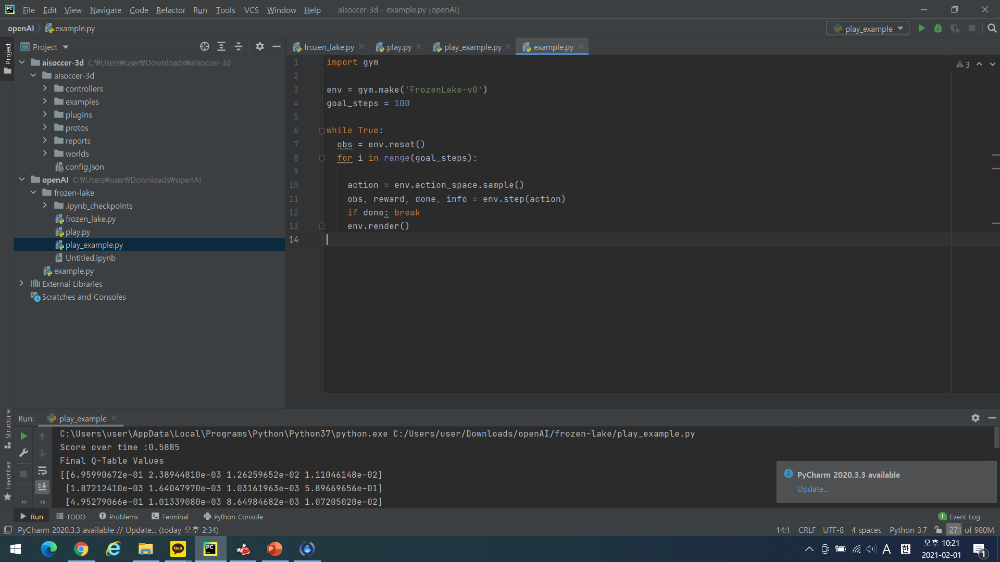 File Edit View Navigate Code Refactor Run Tools VCS Window Help aisoccer-3d - example.py [openAi]
openAI example.py play_example
Project
Project
frozen_lake.py play.py play_example.py example.py
aisoccer-3d C:₩Users₩user₩Downloads₩aisoccer-3d
aisoccer-3d
controllers
examples
plugins
protos
reports
worlds
config.json
openAI C:₩Users₩user₩Downloads₩openAI
frozen-lake
.ipynb_checkpoints
frozen_lake.py
play.py
play_example.py
Untitled.ipynb
example.py
External Libraries
Scratches and Consoles
1 import gym
2
3 env = gym.make('FrozenLake-v0')
4 goal_steps = 100
5
6 while True:
7 obs = env.reset()
8 for i in range(goal_steps):
9
10 action = env.action_space.sample()
11 obs, reward, done, info = env.step(action)
12 if done: break
13 env.render()
14
3
Structure
Favorites
Run: play_example
C:\Users\user\AppData\Local\Programs\Python\Python37\python.exe C:/Users/user/Downloads/openAI/frozen-lake/play_example.py
Score over time :0.5885
Final Q-Table Values
[[6.95990672e-01 2.38944810e-03 1.26259652e-02 1.11046148e-02]
[1.87212410e-03 1.64047970e-03 1.03161963e-03 5.89669656e-01]
[4.95279066e-01 1.01339080e-03 8.64984682e-03 1.07205020e-02]
PyCharm 2020.3.3 available
Update...
Run TODO Problems Terminal Python Console 1 Event Log
PyCharm 2020.3.3 available // Update... (today 오후 2:34) 14:1 CRLF UTF-8 4 spaces Python 3.7 271 of 980M
TALK PC P A 한 오후 10:21
2021-02-01 1